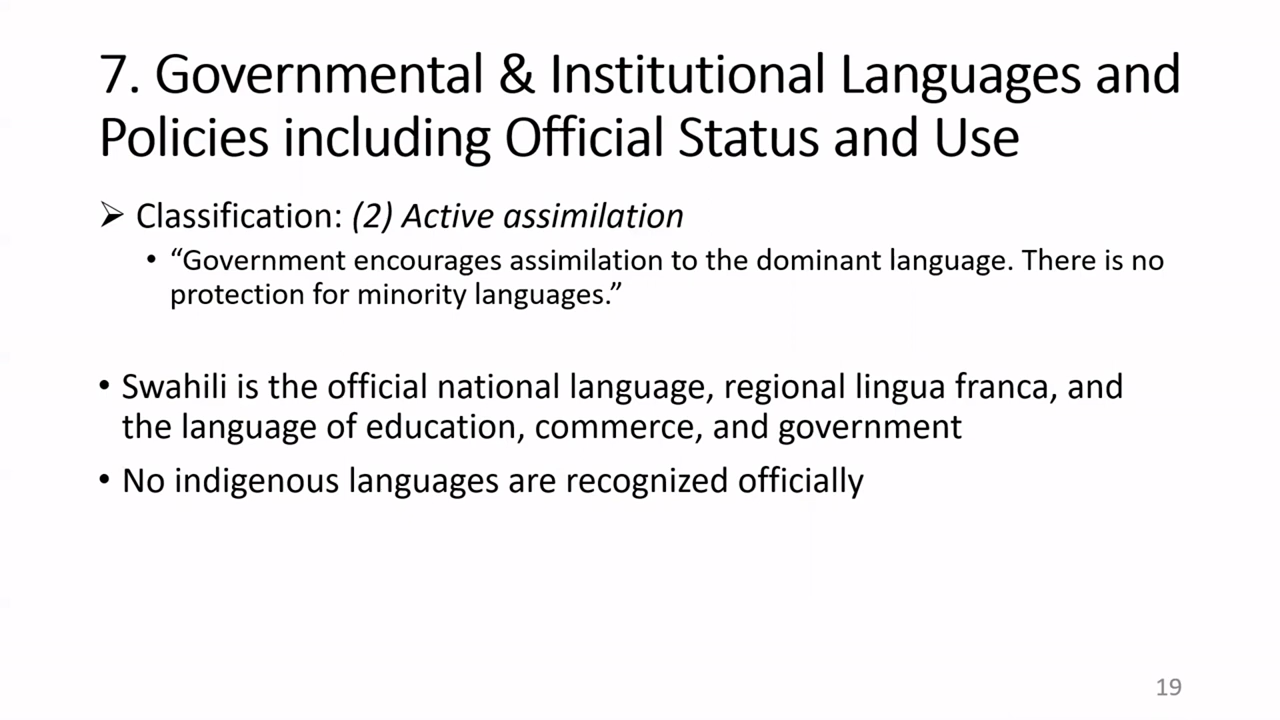 7. Governmental & Institutional Languages and
Policies including Official Status and Use
➢ Classification: (2) Active assimilation
• “Government encourages assimilation to the dominant language. There is no
protection for minority languages.”
• Swahili is the official national language, regional lingua franca, and
the language of education, commerce, and government
• No indigenous languages are recognized officially
19